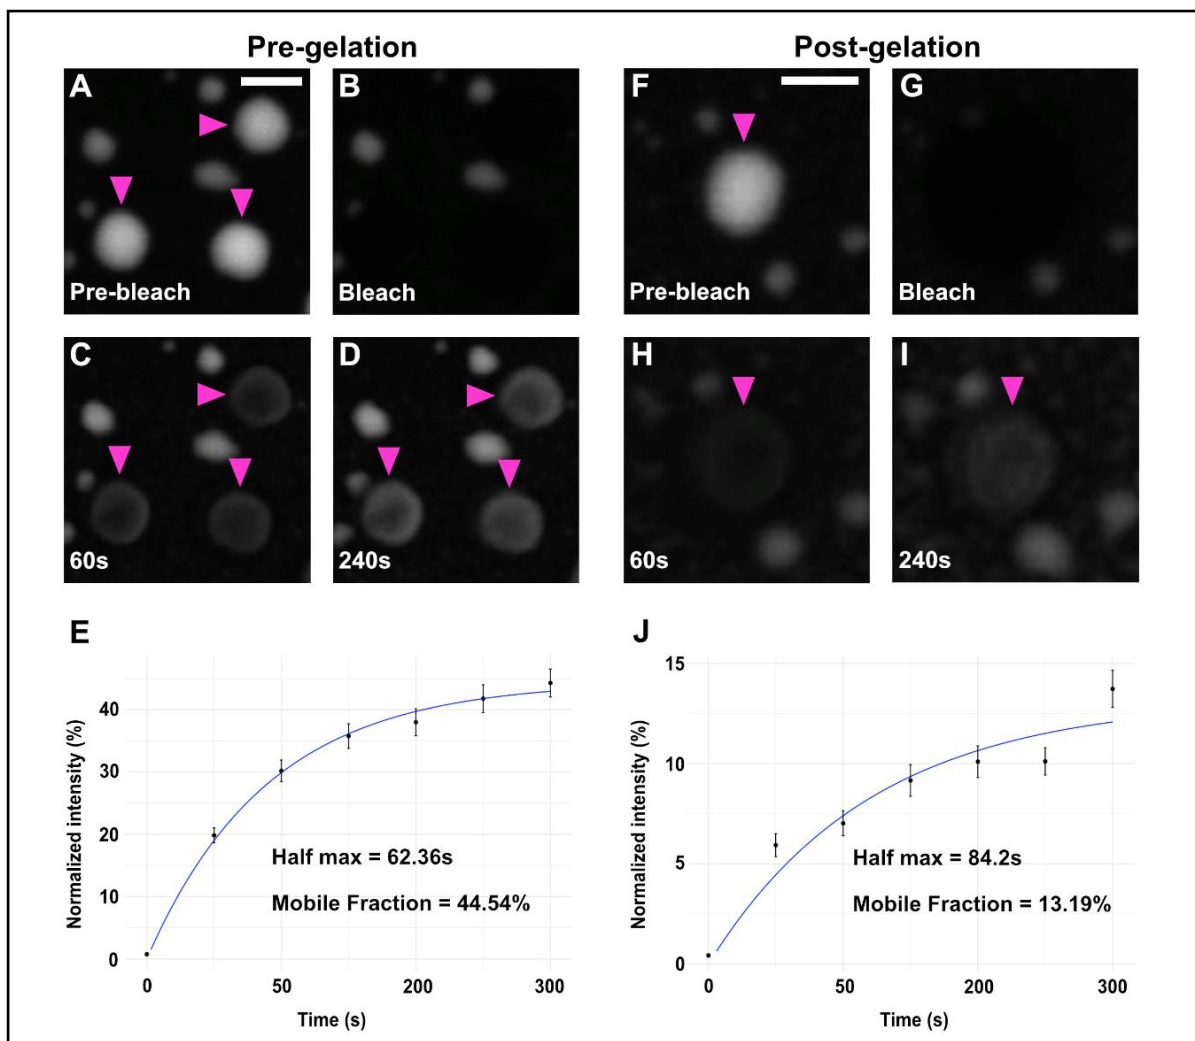 Pre-gelation
Post-gelation
A
Pre-bleach
B
Bleach
F
Pre-bleach
G
Bleach
C
60s
D
240s
H
60s
I
240s
E
Normalized intensity (%)
40
30
20
10
0
Half max = 62.36s
Mobile Fraction = 44.54%
0 50 200 300
Time (s)
J
Normalized intensity (%)
15
10
5
0
Half max = 84.2s
Mobile Fraction = 13.19%
0 50 200 300
Time (s)